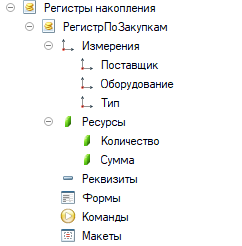 Регистры накопления
РегистрПоЗакупкам
Измерения
Поставщик
Оборудование
Тип
Ресурсы
Количество
Сумма
Реквизиты
Формы
Команды
Макеты